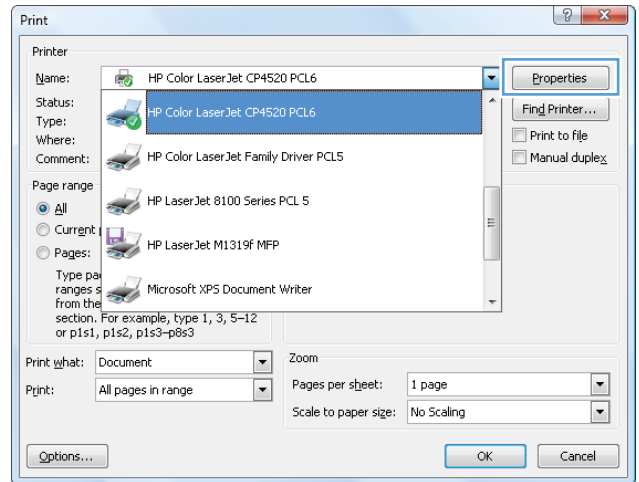 Print
Printer
Name: HP Color LaserJet CP4520 PCL6 Properties
Status:
HP Color LaserJet CP4520 PCL6 Find Printer...
Type:
Where: Print to file
Comment: HP Color LaserJet Family Driver PCL5 Manual duplex
Page range
All HP LaserJet 8100 Series PCL 5
Current
Pages: HP LaserJet M1319f MFP
Type
ranges Microsoft XPS Document Writer
from the
section. For example, type 1, 3, 5–12
or p1s1, p1s2, p1s3–p8s3
Print what: Document Zoom
Print: All pages in range Pages per sheet: 1 page
Scale to paper size: No Scaling
Options... OK Cancel